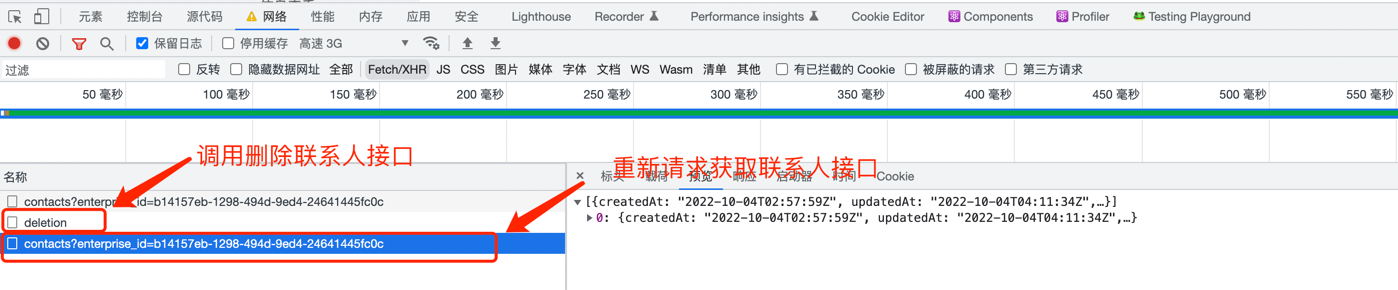 元素 控制台 源代码 网络 性能 内存 应用 安全 Lighthouse Recorder Performance insights Cookie Editor Components Profiler Testing Playground
保留日志 停用缓存 高速 3G
过滤 反转 隐藏数据网址 全部 Fetch/XHR JS CSS 图片 媒体 字体 文档 WS Wasm 清单 其他 有已拦截的 Cookie 被屏蔽的请求 第三方请求
50 毫秒 100 毫秒 150 毫秒 200 毫秒 250 毫秒 300 毫秒 350 毫秒 400 毫秒 450 毫秒 500 毫秒 550 毫秒
调用删除联系人接口
重新请求获取联系人接口
名称
× 标头 载荷 预览 响应 启动器 时间 Cookie
contacts?enterprise_id=b14157eb-1298-494d-9ed4-24641445fc0c
deletion
contacts?enterprise_id=b14157eb-1298-494d-9ed4-24641445fc0c
[{createdAt: "2022-10-04T02:57:59Z", updatedAt: "2022-10-04T04:11:34Z",…}]
0: {createdAt: "2022-10-04T02:57:59Z", updatedAt: "2022-10-04T04:11:34Z",…}